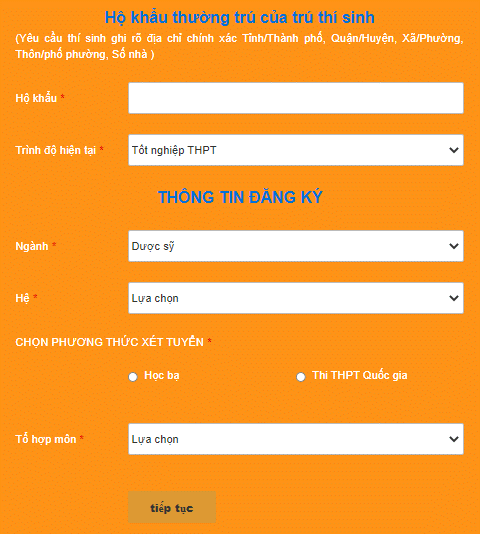 Hộ khẩu thường trú của trú thí sinh
(Yêu cầu thí sinh ghi rõ địa chỉ chính xác Tỉnh/Thành phố, Quận/Huyện, Xã/Phường,
Thôn/phố phường, Số nhà )
Hộ khẩu *
Trình độ hiện tại * Tốt nghiệp THPT
THÔNG TIN ĐĂNG KÝ
Ngành * Dược sỹ
Hệ * Lựa chọn
CHỌN PHƯƠNG THỨC XÉT TUYỂN *
Học bạ Thi THPT Quốc gia
Tổ hợp môn * Lựa chọn
tiếp tục